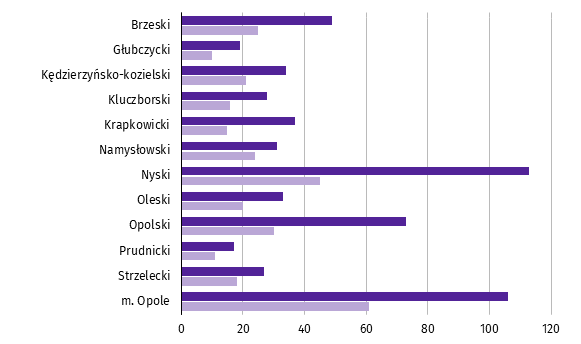 Brzeski
Głubczycki
Kędzierzyńsko-kozielski
Kluczborski
Krapkowicki
Namysłowski
Nyski
Oleski
Opolski
Prudnicki
Strzelecki
m. Opole
0 20 40 60 80 100 120